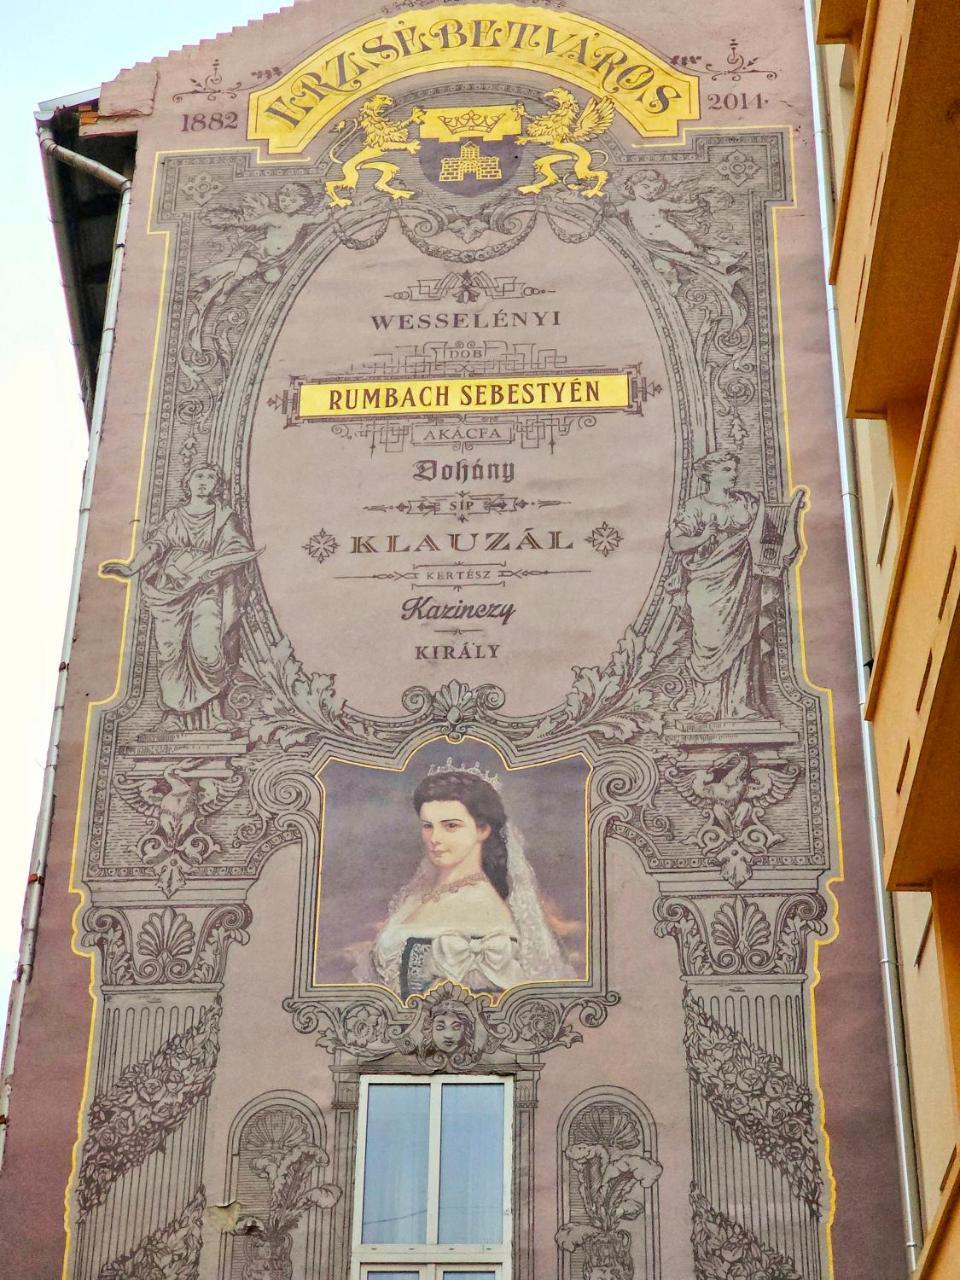 ERZSÉBETVÁROS
1882 2014
WESSELÉNYI
DOB
RUMBACH SEBESTYÉN
AKÁCFA
Dohány
SÍP
KLAUZÁL
KERTÉSZ
Kazinczy
KIRÁLY